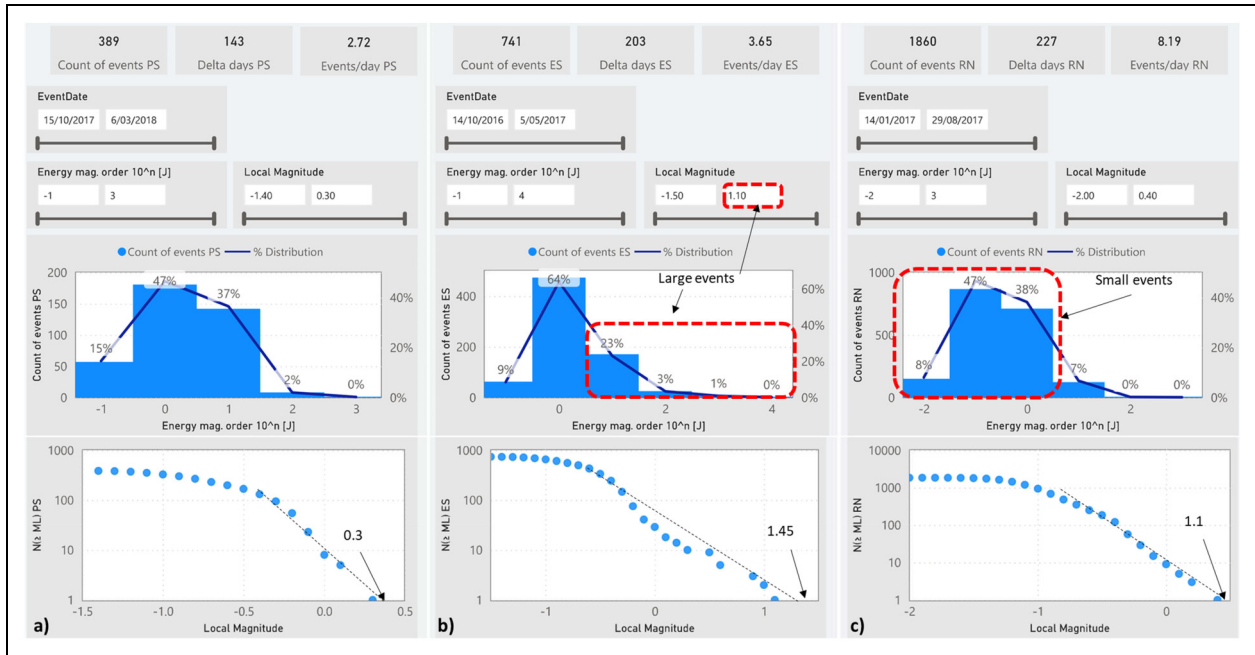 389 143 2.72
Count of events PS Delta days PS Events/day PS
EventDate
15/10/2017 6/03/2018
Energy mag. order 10^n [J] Local Magnitude
-1 3 -1.40 0.30
Count of events PS % Distribution
200
150
100
50
0
Count of events PS
40%
20%
0%
15% 47% 37% 2% 0%
-1 0 1 2 3
Energy mag. order 10^n [J]
1000
100
10
1
N(≥ ML) PS
0.3
-1.5 -1.0 -0.5 0.0 0.5
Local Magnitude
a)
741 203 3.65
Count of events ES Delta days ES Events/day ES
EventDate
14/10/2016 5/05/2017
Energy mag. order 10^n [J] Local Magnitude
-1 4 -1.50 1.10
Count of events ES % Distribution
Large events
400
200
0
Count of events ES
60%
40%
20%
0%
9% 64% 23% 3% 1% 0%
0 2 4
Energy mag. order 10^n [J]
1000
100
10
1
N(≥ ML) ES
1.45
-1 0 1
Local Magnitude
b)
1860 227 8.19
Count of events RN Delta days RN Events/day RN
EventDate
14/01/2017 29/08/2017
Energy mag. order 10^n [J] Local Magnitude
-2 3 -2.00 0.40
Count of events RN % Distribution
Small events
1000
500
0
Count of events RN
40%
20%
0%
8% 47% 38% 7% 0% 0%
-2 0 2
Energy mag. order 10^n [J]
10000
1000
100
10
1
N(≥ ML) RN
1.1
-2 -1 0
Local Magnitude
c)